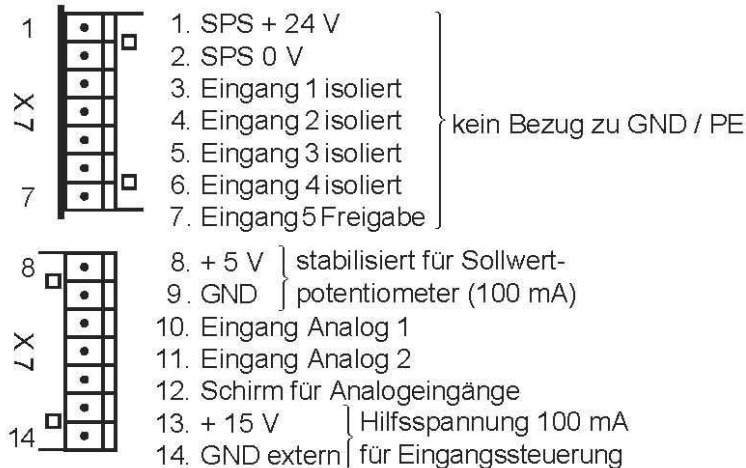 1
X7
7
1. SPS + 24 V
2. SPS 0 V
3. Eingang 1 isoliert
4. Eingang 2 isoliert
5. Eingang 3 isoliert
6. Eingang 4 isoliert
7. Eingang 5 Freigabe
kein Bezug zu GND / PE
8
X7
14
8. + 5 V
9. GND
stabilisiert für Sollwert-
potentiometer (100 mA)
10. Eingang Analog 1
11. Eingang Analog 2
12. Schirm für Analogeingänge
13. + 15 V
14. GND extern
Hilfsspannung 100 mA
für Eingangssteuerung